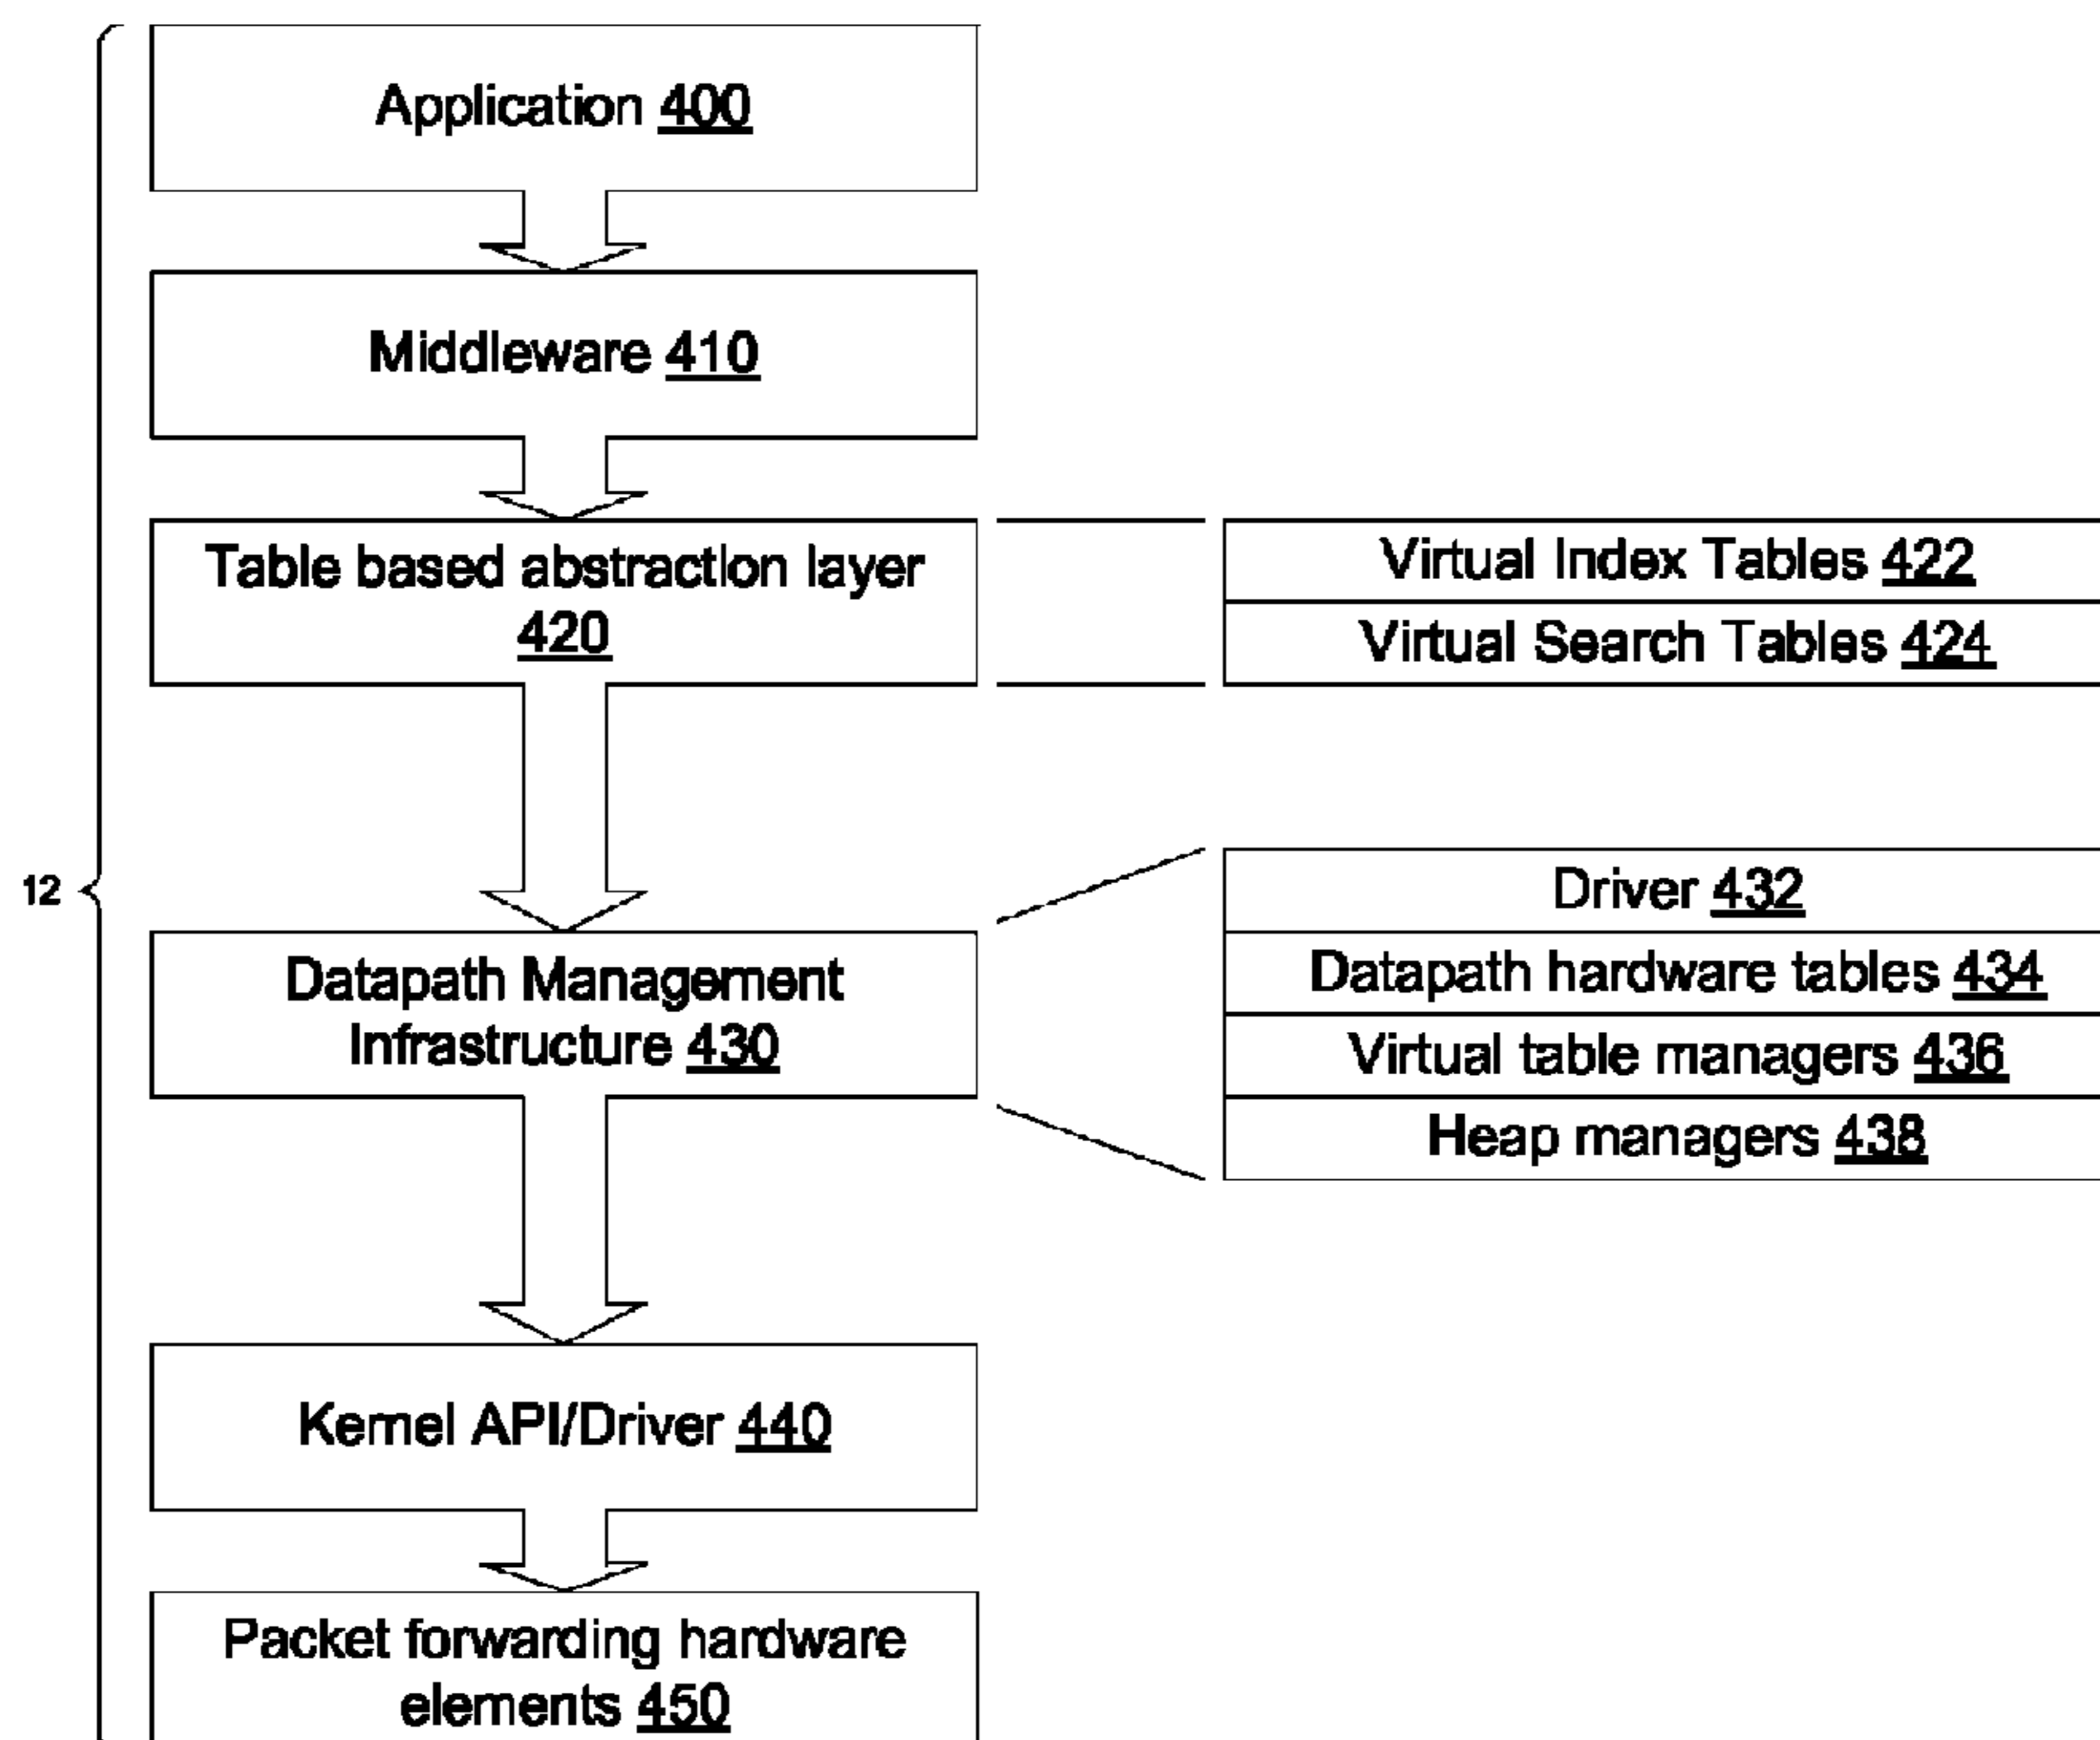 Application 400
Middleware 410
Table based abstraction layer
420
Virtual Index Tables 422
Virtual Search Tables 424
12
Driver 432
Datapath hardware tables 434
Virtual table managers 436
Heap managers 438
Datapath Management
Infrastructure 430
Kernel API/Driver 440
Packet forwarding hardware
elements 450